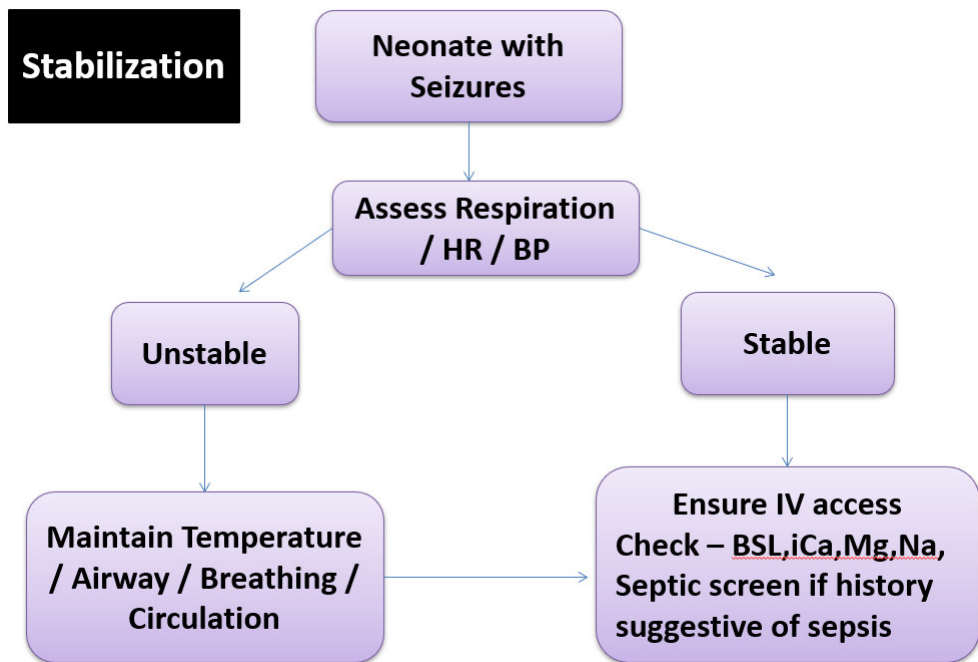 Stabilization
Neonate with
Seizures
Assess Respiration
/ HR / BP
Unstable
Stable
Maintain Temperature
/ Airway / Breathing /
Circulation
Ensure IV access
Check – BSL,iCa,Mg,Na,
Septic screen if history
suggestive of sepsis